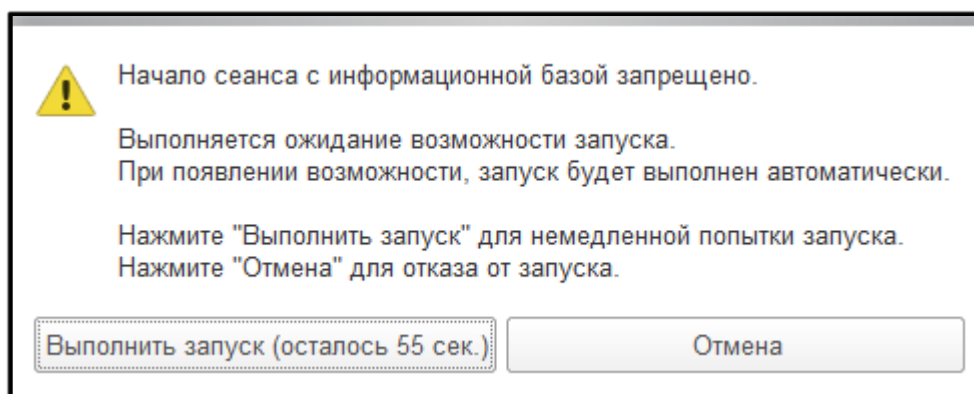 Начало сеанса с информационной базой запрещено.
Выполняется ожидание возможности запуска.
При появлении возможности, запуск будет выполнен автоматически.
Нажмите "Выполнить запуск" для немедленной попытки запуска.
Нажмите "Отмена" для отказа от запуска.
Выполнить запуск (осталось 55 сек.)
Отмена